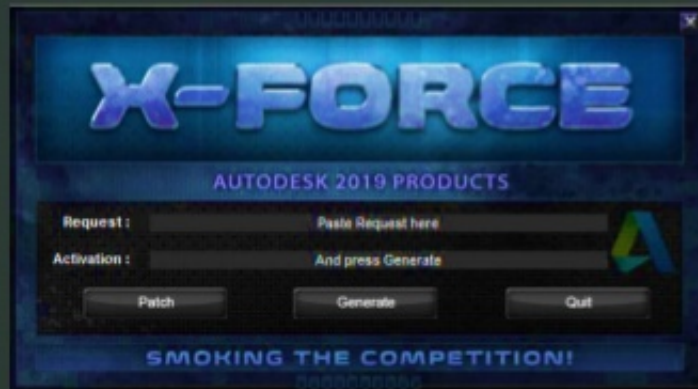 X-FORCE
AUTODESK 2019 PRODUCTS
Request : Paste Request here
Activation : And press Generate
Patch Generate Quit
SMOKING THE COMPETITION!